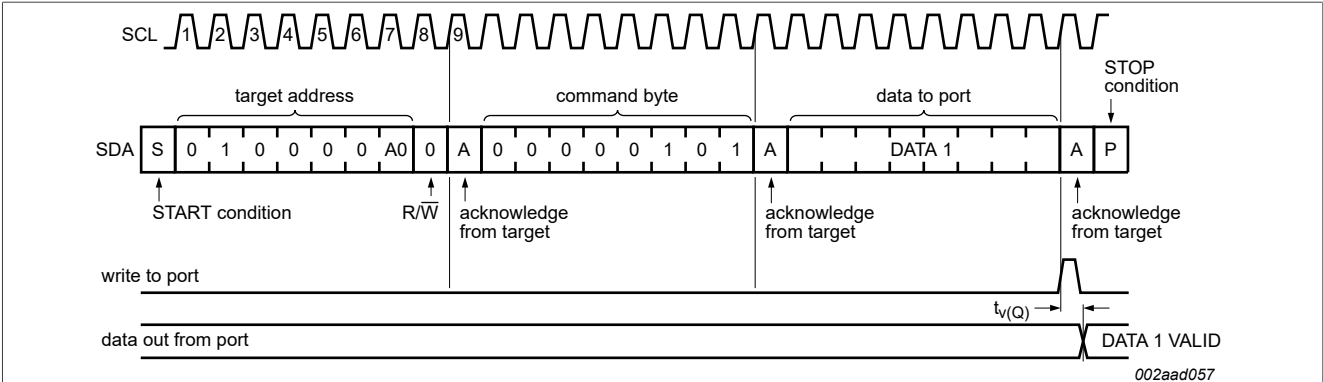 SCL 1 2 3 4 5 6 7 8 9
STOP
condition
target address command byte data to port
SDA S 0 1 0 0 0 0 A0 0 A 0 0 0 0 0 1 0 1 A DATA 1 A P
START condition R/W̅ acknowledge
from target acknowledge
from target acknowledge
from target
write to port
tv(Q)
data out from port DATA 1 VALID
002aad057